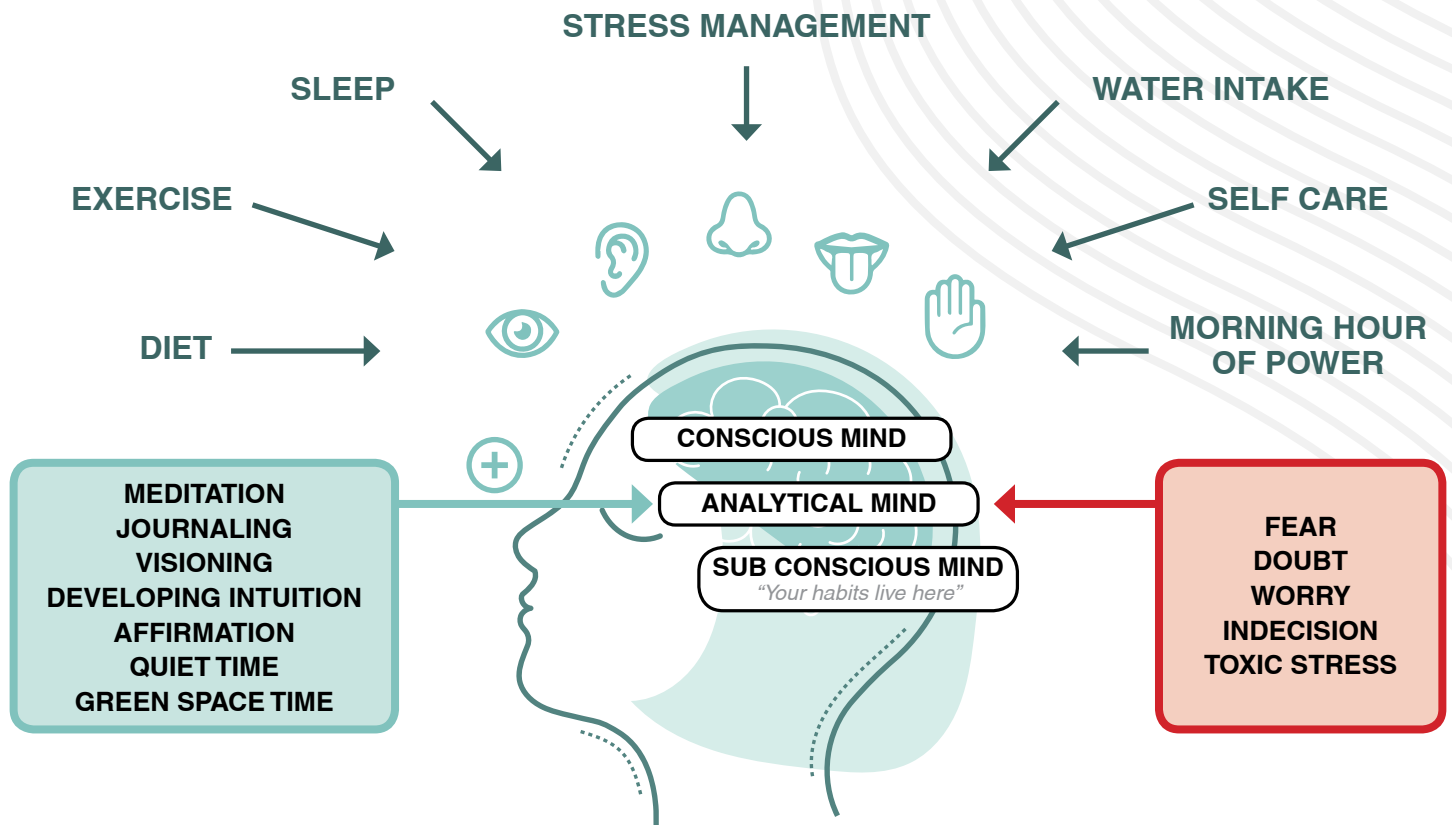 STRESS MANAGEMENT
SLEEP
WATER INTAKE
EXERCISE
SELF CARE
DIET
MORNING HOUR
OF POWER
CONSCIOUS MIND
ANALYTICAL MIND
SUB CONSCIOUS MIND
“Your habits live here”
MEDITATION
JOURNALING
VISIONING
DEVELOPING INTUITION
AFFIRMATION
QUIET TIME
GREEN SPACE TIME
FEAR
DOUBT
WORRY
INDECISION
TOXIC STRESS